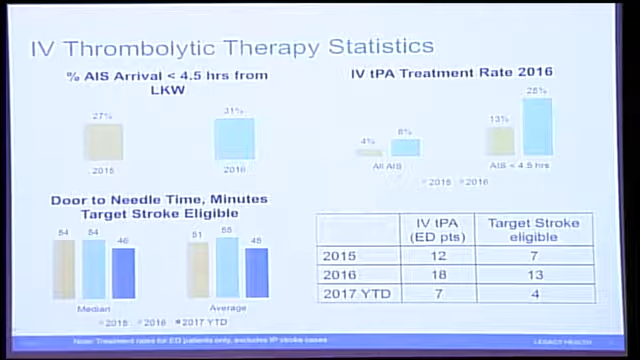 IV Thrombolytic Therapy Statistics
% AIS Arrival < 4.5 hrs from
LKW
27%
31%
2015
2016
IV tPA Treatment Rate 2016
4%
13%
25%
All AIS
AIS < 4.5 hrs
2015 2016
Door to Needle Time, Minutes
Target Stroke Eligible
54 54 46
51 55 45
Median
Average
2015 2016 2017 YTD
IV tPA (ED pts) Target Stroke eligible
2015 12 7
2016 18 13
2017 YTD 7 4
Note: Treatment rates for ED patients only, excludes IP stroke cases
LEGACY HEALTH